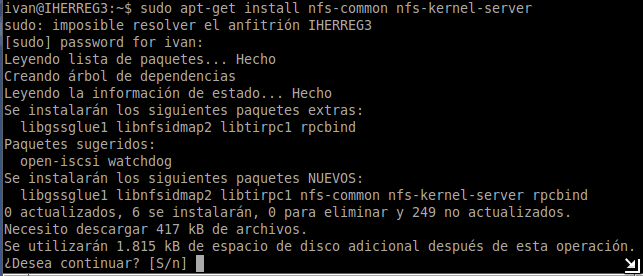 ivan@IHERREG3:~$ sudo apt-get install nfs-common nfs-kernel-server
sudo: imposible resolver el anfitrión IHERREG3
[sudo] password for ivan:
Leyendo lista de paquetes... Hecho
Creando árbol de dependencias
Leyendo la información de estado... Hecho
Se instalarán los siguientes paquetes extras:
  libgssglue1 libnfsidmap2 libtirpc1 rpcbind
Paquetes sugeridos:
  open-iscsi watchdog
Se instalarán los siguientes paquetes NUEVOS:
  libgssglue1 libnfsidmap2 libtirpc1 nfs-common nfs-kernel-server rpcbind
0 actualizados, 6 se instalarán, 0 para eliminar y 249 no actualizados.
Necesito descargar 417 kB de archivos.
Se utilizarán 1.815 kB de espacio de disco adicional después de esta operación.
¿Desea continuar? [S/n]